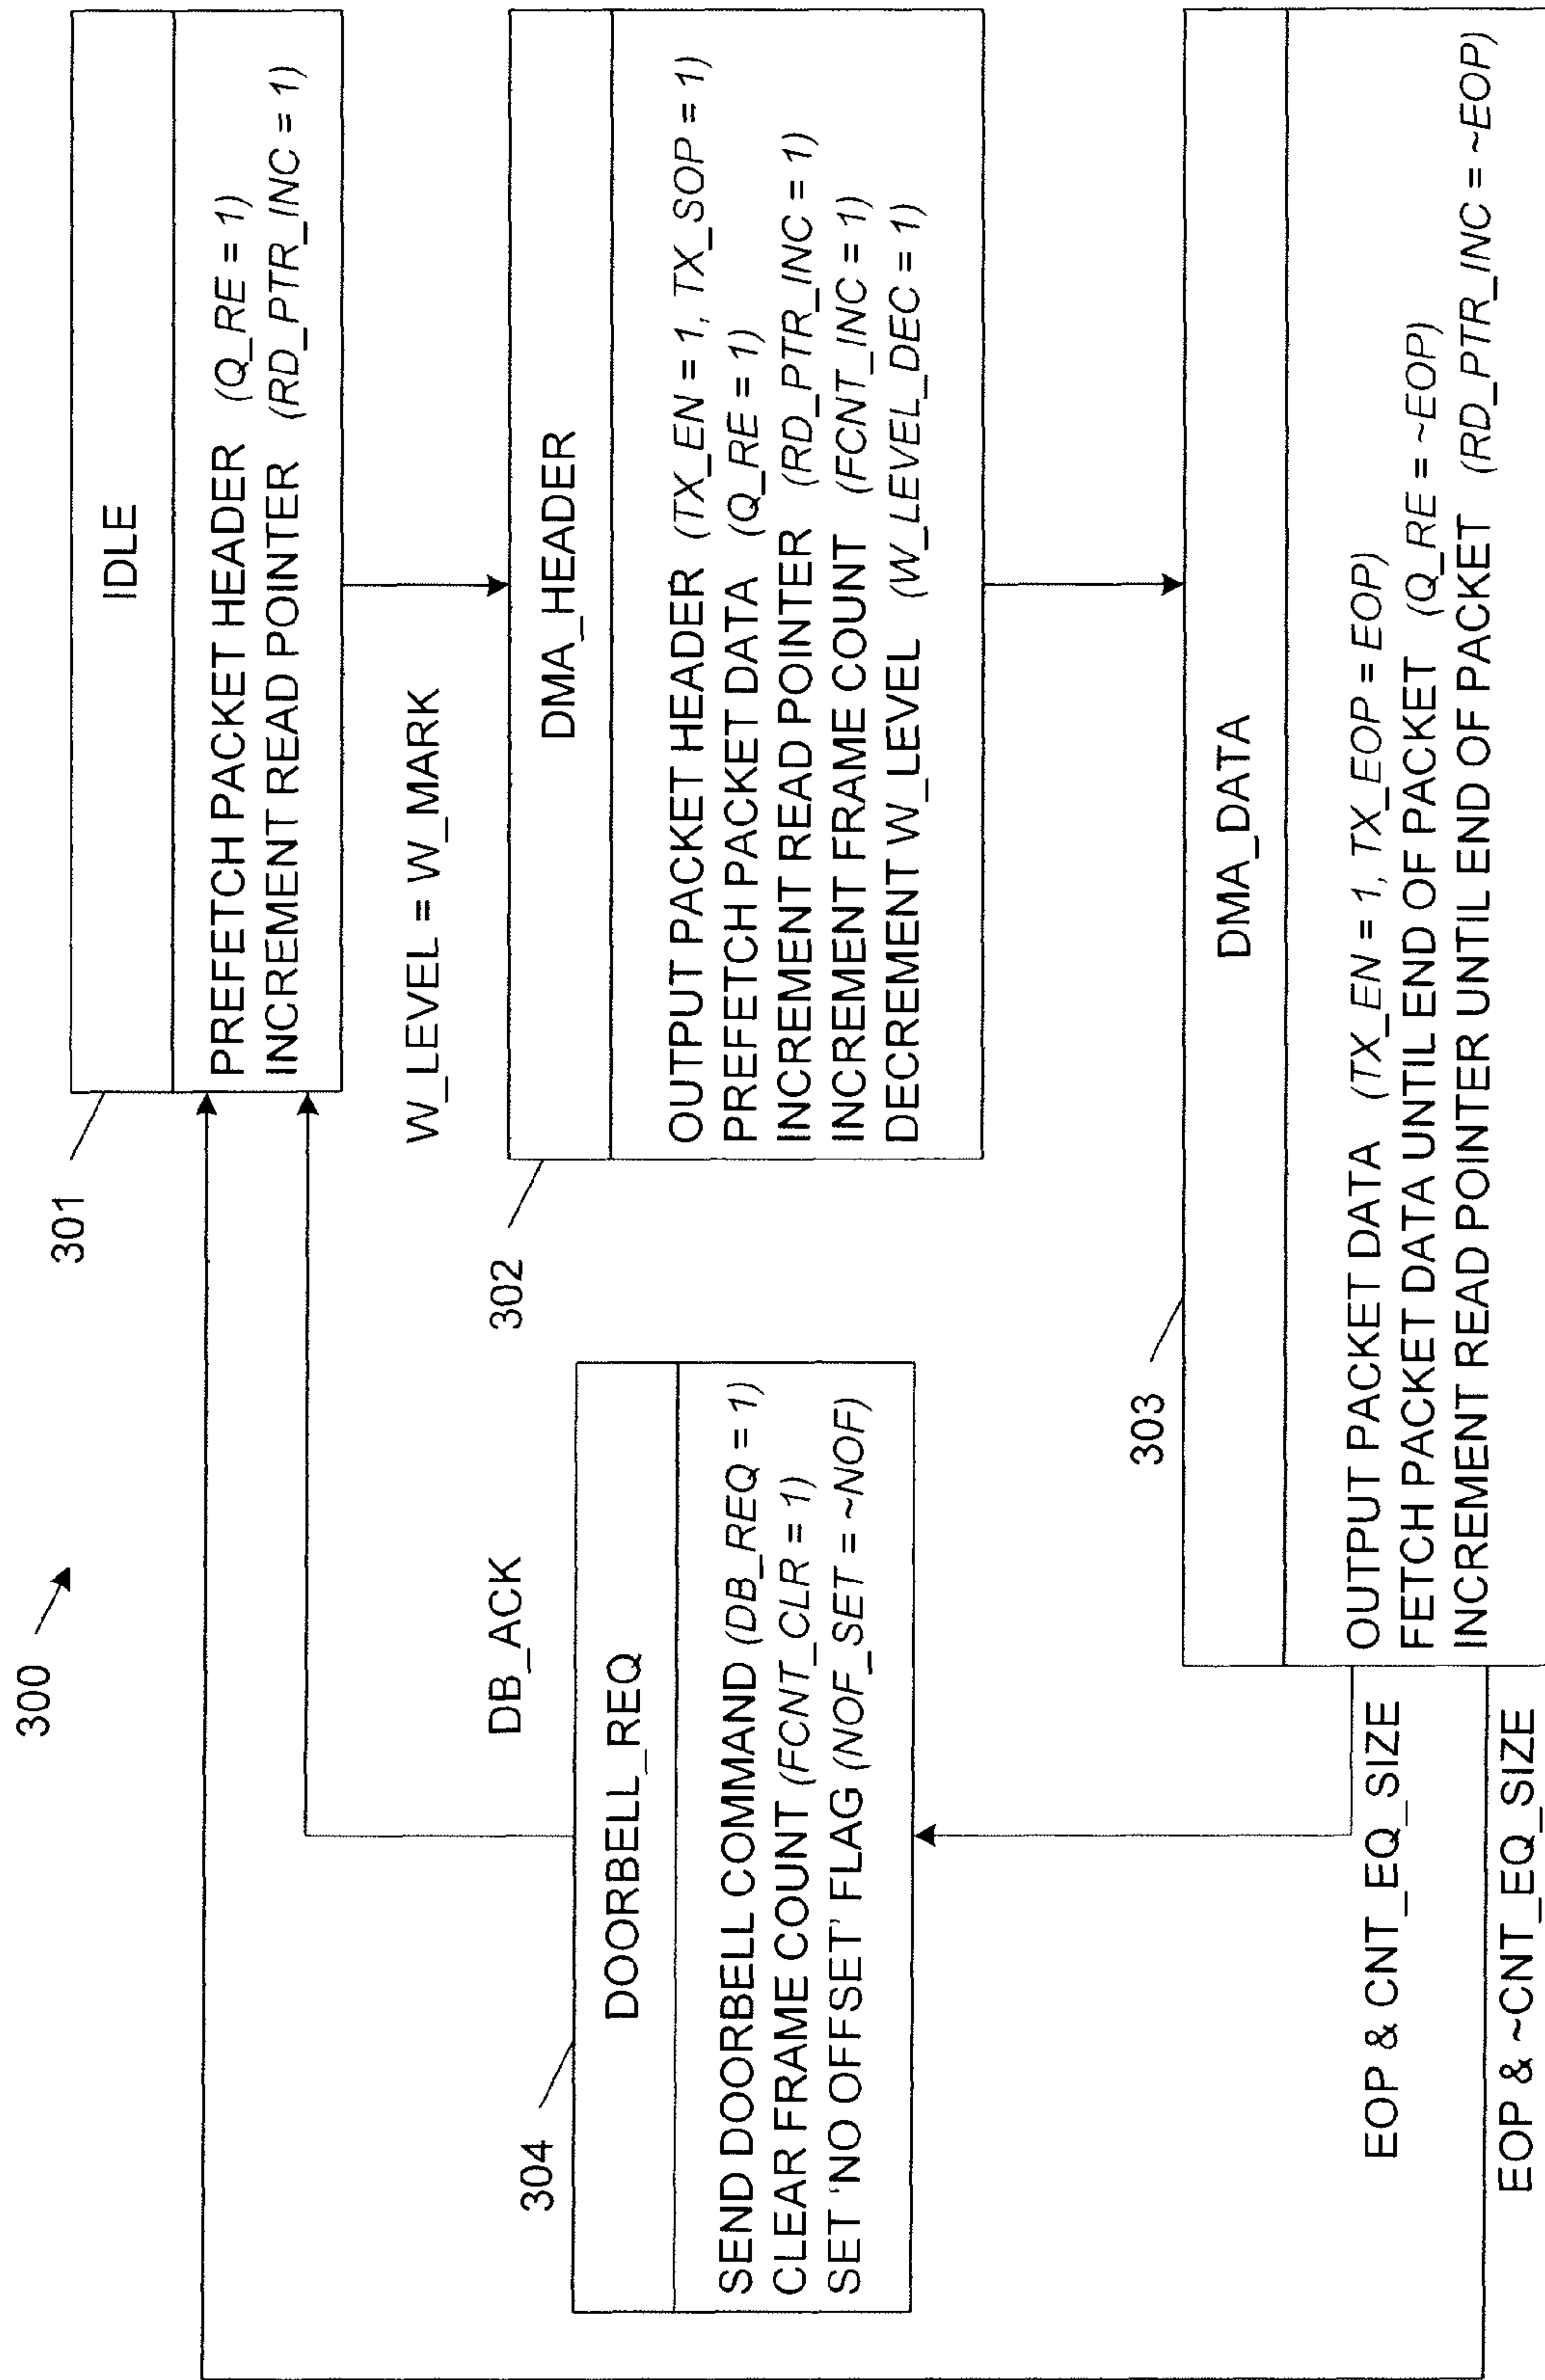 300
301
IDLE
PREFETCH PACKET HEADER (Q_RE = 1)
INCREMENT READ POINTER (RD_PTR_INC = 1)
W_LEVEL = W_MARK
302
DMA_HEADER
OUTPUT PACKET HEADER (TX_EN = 1, TX_SOP = 1)
PREFETCH PACKET DATA (Q_RE = 1)
INCREMENT READ POINTER (RD_PTR_INC = 1)
INCREMENT FRAME COUNT (FCNT_INC = 1)
DECREMENT W_LEVEL (W_LEVEL_DEC = 1)
DB_ACK
304
DOORBELL_REQ
SEND DOORBELL COMMAND (DB_REQ = 1)
CLEAR FRAME COUNT (FCNT_CLR = 1)
SET 'NO OFFSET' FLAG (NOF_SET = ~NOF)
303
DMA_DATA
OUTPUT PACKET DATA (TX_EN = 1, TX_EOP = EOP)
FETCH PACKET DATA UNTIL END OF PACKET (Q_RE = ~EOP)
INCREMENT READ POINTER UNTIL END OF PACKET (RD_PTR_INC = ~EOP)
EOP & CNT_EQ_SIZE
EOP & ~CNT_EQ_SIZE